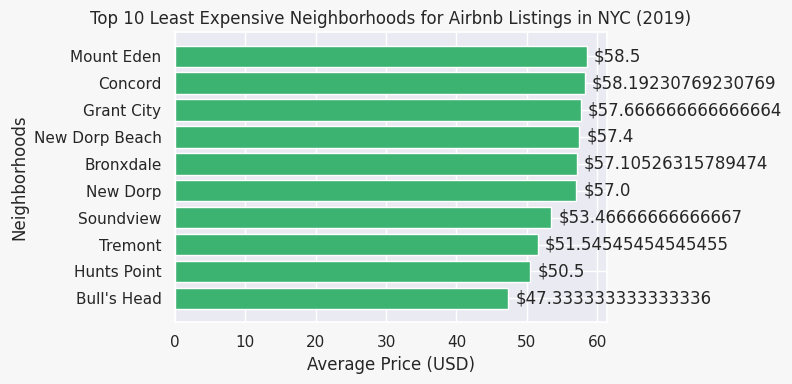 Top 10 Least Expensive Neighborhoods for Airbnb Listings in NYC (2019)
Neighborhoods
Mount Eden $58.5
Concord $58.19230769230769
Grant City $57.666666666666664
New Dorp Beach $57.4
Bronxdale $57.10526315789474
New Dorp $57.0
Soundview $53.46666666666667
Tremont $51.54545454545455
Hunts Point $50.5
Bull's Head $47.333333333333336
0 10 20 30 40 50 60
Average Price (USD)